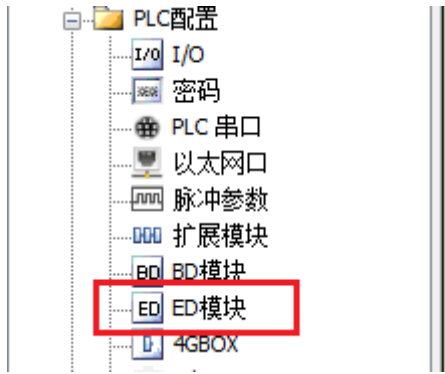 PLC配置
I/O I/O
密码
PLC 串口
以太网口
脉冲参数
扩展模块
BD BD模块
ED ED模块
4GBOX